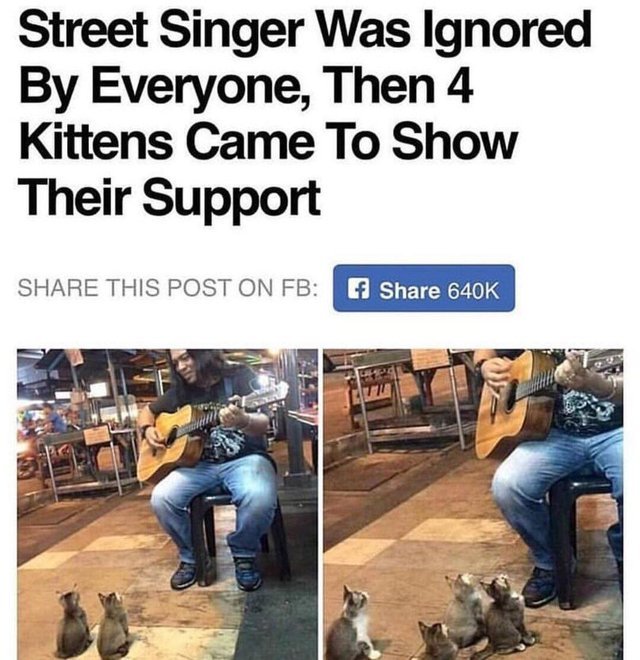 Street Singer Was Ignored
By Everyone, Then 4
Kittens Came To Show
Their Support
SHARE THIS POST ON FB:
f Share 640K